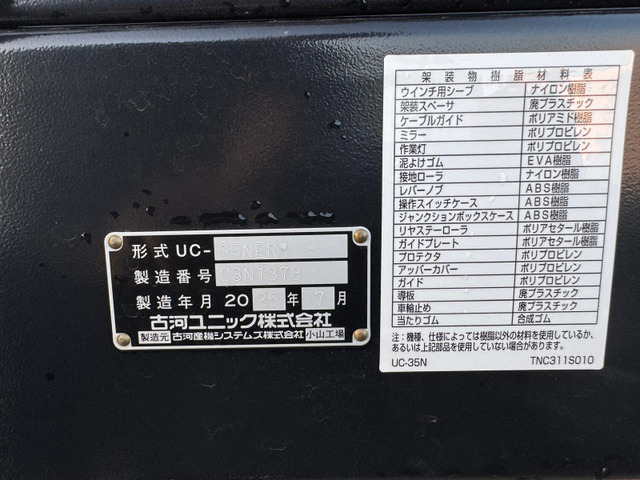 形式 UC-35NER
製造番号 C3N1378
製造年月 2025年7月
古河ユニック株式会社
製造元 古河産機システムズ株式会社 小山工場
架装物樹脂材料表
ウインチ用シーブ ナイロン樹脂
架装スペーサ 廃プラスチック
ケーブルガイド ポリアミド樹脂
ミラー ポリプロピレン
作業灯 ポリプロピレン
泥よけゴム EVA樹脂
接地ローラ ナイロン樹脂
レバーノブ ABS樹脂
操作スイッチケース ABS樹脂
ジャンクションボックスケース ABS樹脂
リヤステーローラ ポリアセタール樹脂
ガイドプレート ポリアセタール樹脂
プロテクタ ポリプロピレン
アッパーカバー ポリプロピレン
ガイド ポリプロピレン
導板 廃プラスチック
車輪止め 廃プラスチック
当たりゴム 合成ゴム
注:機種、仕様によっては樹脂以外の材料を使用しているか、
あるいは上記部品を使用していない場合があります。
UC-35N TNC311S010